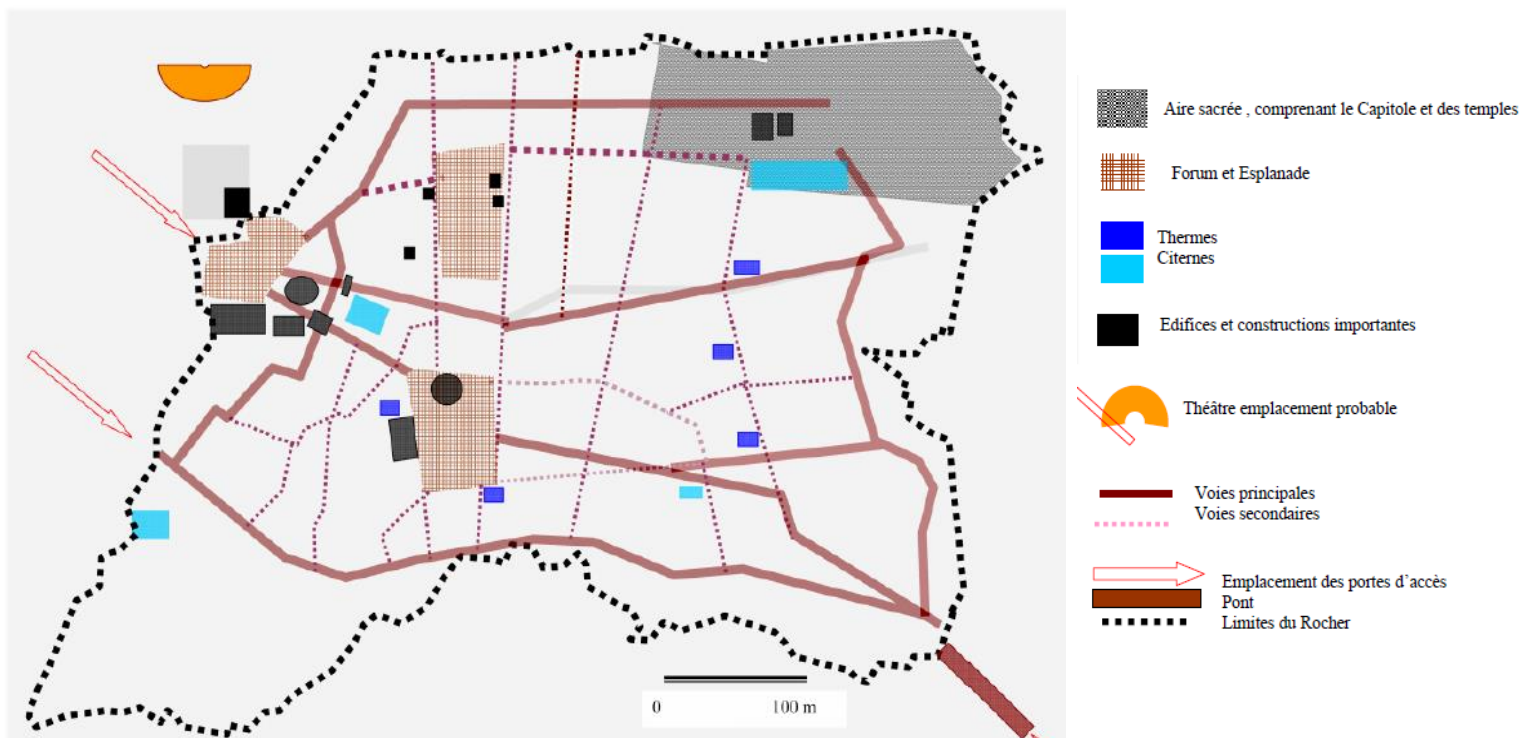 Aire sacrée , comprenant le Capitole et des temples
Forum et Esplanade
Thermes
Citernes
Edifices et constructions importantes
Théâtre emplacement probable
Voies principales
Voies secondaires
Emplacement des portes d’accès
Pont
Limites du Rocher
0 100 m